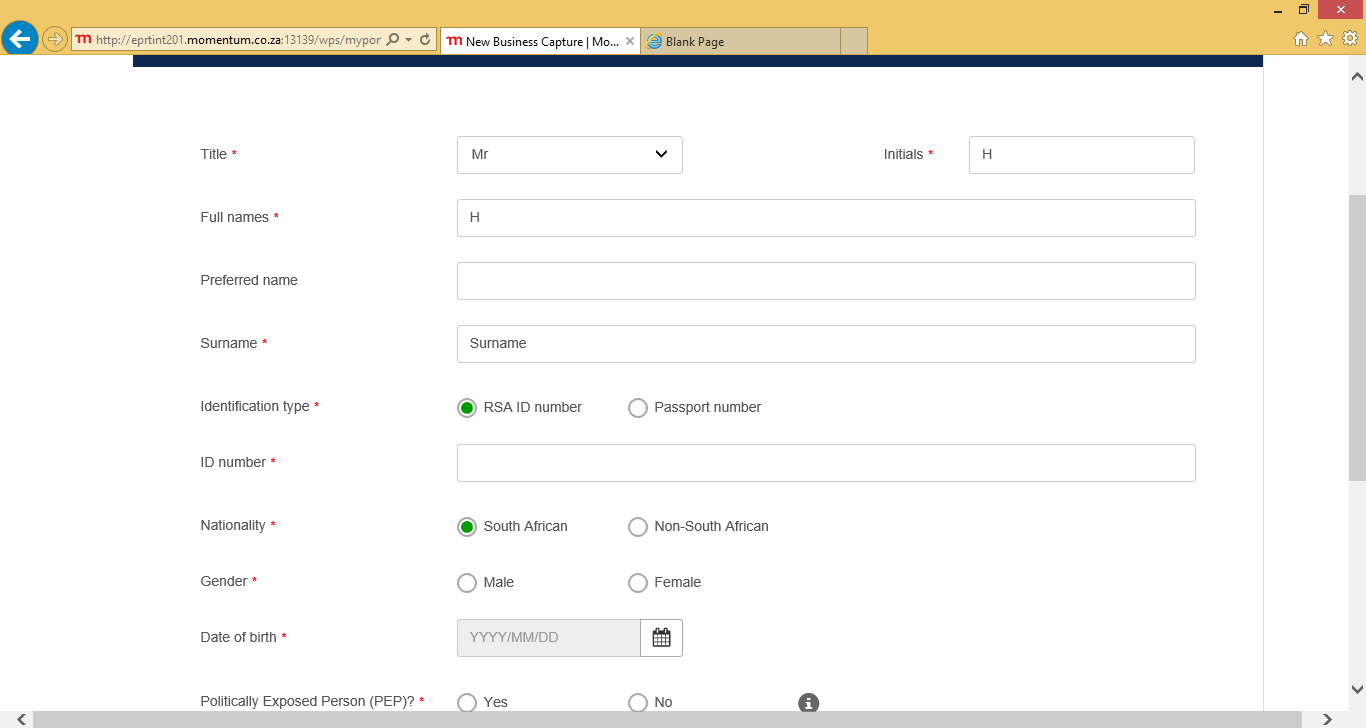 http://eprtint201.momentum.co.za:13139/wps/mypor
m New Business Capture | Mo...
Blank Page
Title *
Mr
Initials *
H
Full names *
H
Preferred name
Surname *
Surname
Identification type *
RSA ID number
Passport number
ID number *
Nationality *
South African
Non-South African
Gender *
Male
Female
Date of birth *
YYYY/MM/DD
Politically Exposed Person (PEP)? *
Yes
No